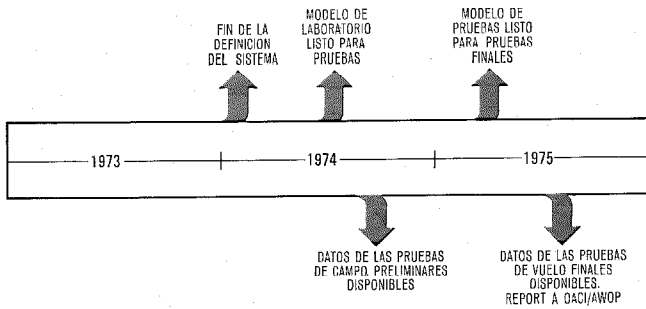 FIN DE LA
DEFINICION
DEL SISTEMA
MODELO DE
LABORATORIO
LISTO PARA
PRUEBAS
MODELO DE
PRUEBAS LISTO
PARA PRUEBAS
FINALES
1973
1974
1975
DATOS DE LAS PRUEBAS
DE CAMPO. PRELIMINARES
DISPONIBLES
DATOS DE LAS PRUEBAS
DE VUELO FINALES
DISPONIBLES.
REPORT A OACI/AWOP